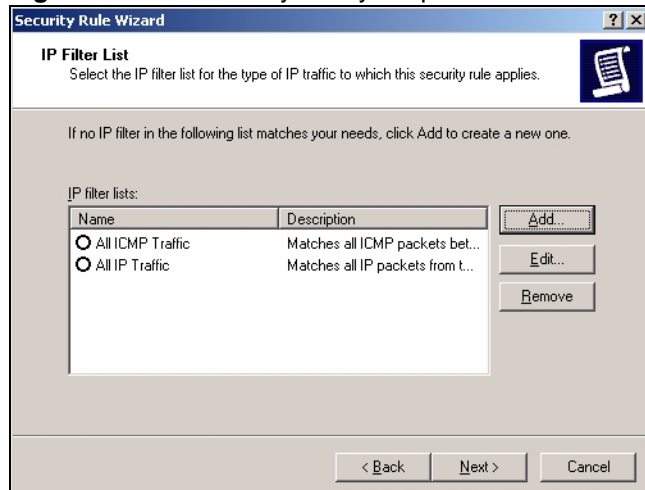 Security Rule Wizard
IP Filter List
Select the IP filter list for the type of IP traffic to which this security rule applies.
If no IP filter in the following list matches your needs, click Add to create a new one.
IP filter lists:
Name Description
All ICMP Traffic Matches all ICMP packets bet...
All IP Traffic Matches all IP packets from t...
Add...
Edit...
Remove
< Back Next > Cancel